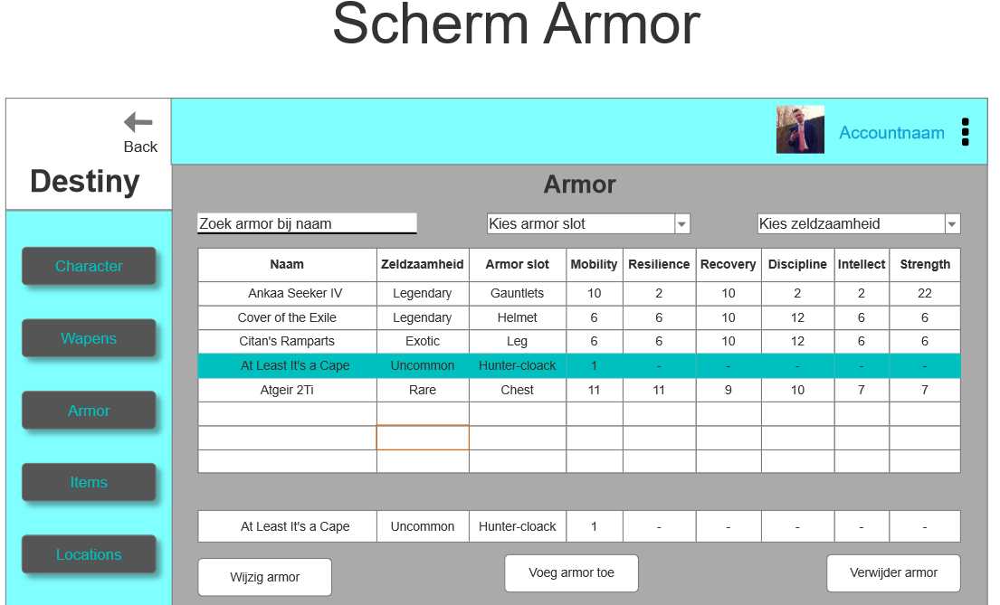 Scherm Armor
Back
Destiny
Accountnaam
Character
Wapens
Armor
Items
Locations
Armor
Zoek armor bij naam
Kies armor slot
Kies zeldzaamheid
Naam Zeldzaamheid Armor slot Mobility Resilience Recovery Discipline Intellect Strength
Ankaa Seeker IV Legendary Gauntlets 10 2 10 2 2 22
Cover of the Exile Legendary Helmet 6 6 10 12 6 6
Citan's Ramparts Exotic Leg 6 6 10 12 6 6
At Least It's a Cape Uncommon Hunter-cloack 1 - - - - -
Atgeir 2Ti Rare Chest 11 11 9 10 7 7
At Least It's a Cape Uncommon Hunter-cloack 1 - - - - -
Wijzig armor
Voeg armor toe
Verwijder armor